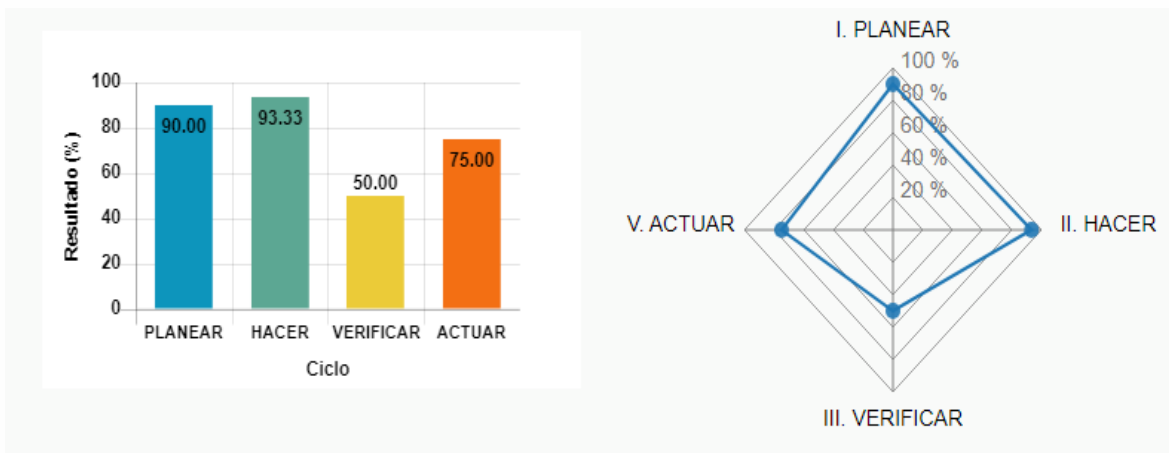 Resultado (%)
100
80
60
40
20
0
90.00
93.33
50.00
75.00
PLANEAR
HACER
VERIFICAR
ACTUAR
Ciclo
I. PLANEAR
100 %
80 %
60 %
40 %
20 %
V. ACTUAR
II. HACER
III. VERIFICAR